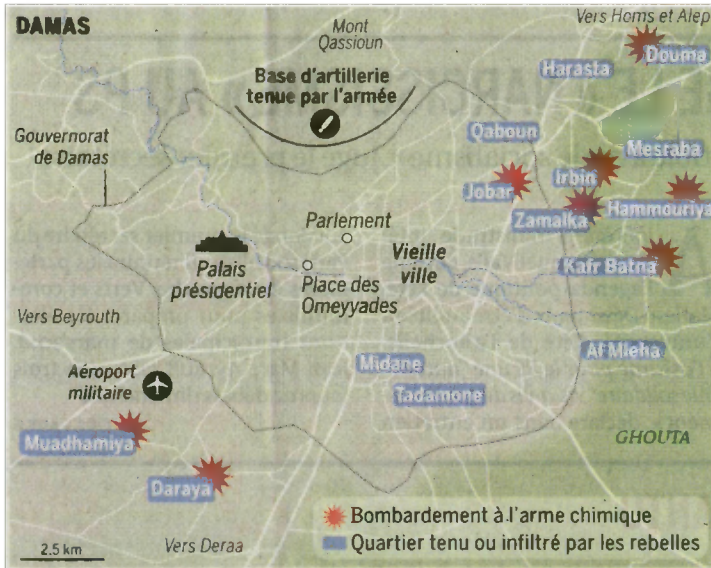 DAMAS
Mont
Qassioun
Vers Homs et Alep
Base d'artillerie
tenue par l'armée
Harasta
Douma
Gouvernorat
de Damas
Qaboun
Mesraba
Irbin
Jobar
Hammouriya
Zamalka
Parlement
Vieille
ville
Kafr Batna
Palais
présidentiel
Place des
Omeyyades
Vers Beyrouth
Midane
Al Mleha
Aéroport
militaire
Tadamone
Muadhamiya
GHOUTA
Daraya
Bombardement à l'arme chimique
Quartier tenu ou infiltré par les rebelles
2.5 km
Vers Deraa